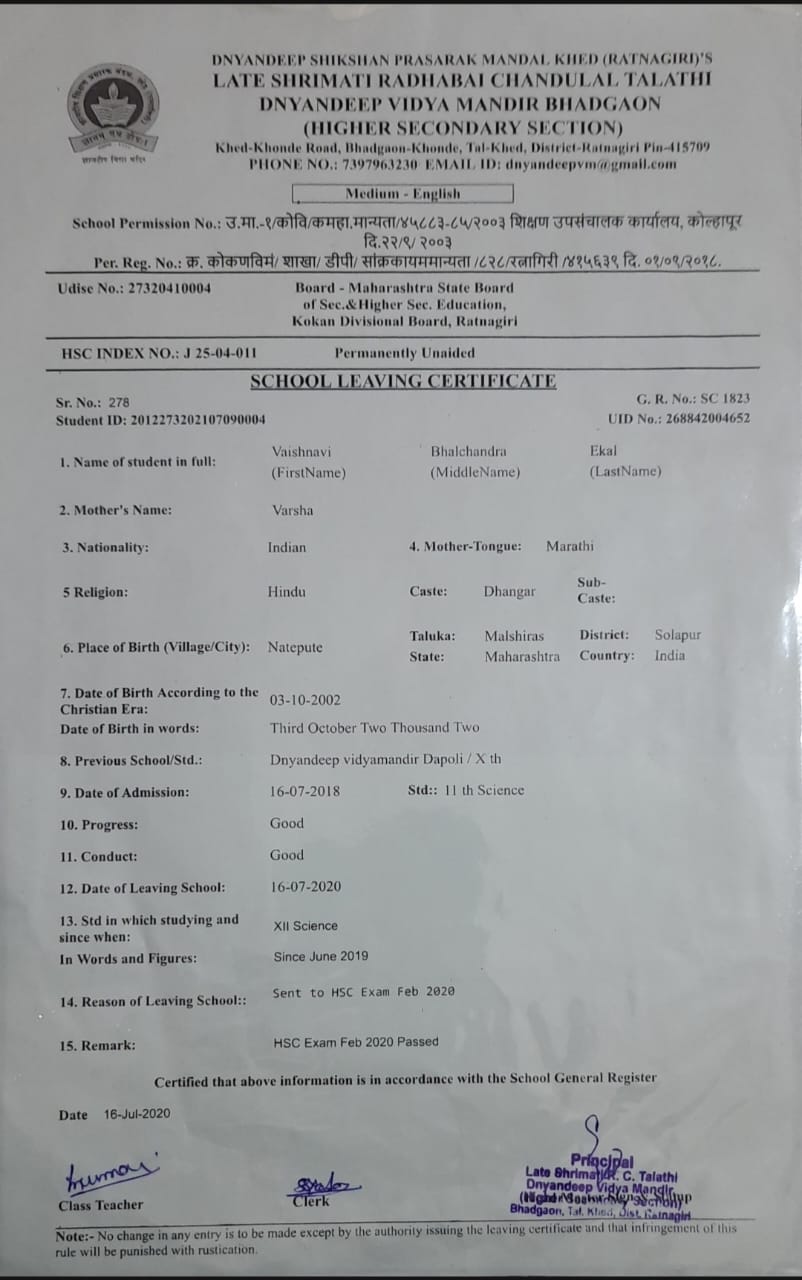 DNYANDEEP SHIKSHAN PRASARAK MANDAL KHED (RATNAGIRI)'S
LATE SHRIMATI RADHABAI CHANDULAL TALATHI
DNYANDEEP VIDYA MANDIR BHADGAON
(HIGHER SECONDARY SECTION)
Khed-Khonde Road, Bhadgaon-Khonde, Tal-Khed, District-Ratnagiri Pin-415709
PHONE NO.: 7397963230 EMAIL ID: dnyandeepvm@gmail.com
Medium - English
School Permission No.: उ.मा.-१/कोवि/कमहा.मान्यता/४५८८३-८५/२००३ शिक्षण उपसंचालक कार्यालय, कोल्हापूर
दि.२२/९/ २००३
Per. Reg. No.: क्र. कोकणविमं/ शाखा/ डीपी/ सांक्रकायममान्यता /८२८/रत्नागिरी /४१५६३९ दि. ०१/०९/२०१८.
Udise No.: 27320410004 Board - Maharashtra State Board
of Sec.&Higher Sec. Education,
Kokan Divisional Board, Ratnagiri
HSC INDEX NO.: J 25-04-011 Permanently Unaided
SCHOOL LEAVING CERTIFICATE
Sr. No.: 278 G. R. No.: SC 1823
Student ID: 2012273202107090004 UID No.: 268842004652
1. Name of student in full: Vaishnavi Bhalchandra Ekal
(FirstName) (MiddleName) (LastName)
2. Mother's Name: Varsha
3. Nationality: Indian 4. Mother-Tongue: Marathi
5 Religion: Hindu Caste: Dhangar Sub-
Caste:
6. Place of Birth (Village/City): Natepute Taluka: Malshiras District: Solapur
State: Maharashtra Country: India
7. Date of Birth According to the
Christian Era: 03-10-2002
Date of Birth in words: Third October Two Thousand Two
8. Previous School/Std.: Dnyandeep vidyamandir Dapoli / X th
9. Date of Admission: 16-07-2018 Std:: 11 th Science
10. Progress: Good
11. Conduct: Good
12. Date of Leaving School: 16-07-2020
13. Std in which studying and
since when: XII Science
In Words and Figures: Since June 2019
14. Reason of Leaving School:: Sent to HSC Exam Feb 2020
15. Remark: HSC Exam Feb 2020 Passed
Certified that above information is in accordance with the School General Register
Date 16-Jul-2020
Principal
Late Shrimati R. C. Talathi
Dnyandeep Vidya Mandir
Bhadgaon, Tal. Khed, Dist. Ratnagiri
Class Teacher Clerk
Note:- No change in any entry is to be made except by the authority issuing the leaving certificate and that infringement of this
rule will be punished with rustication.